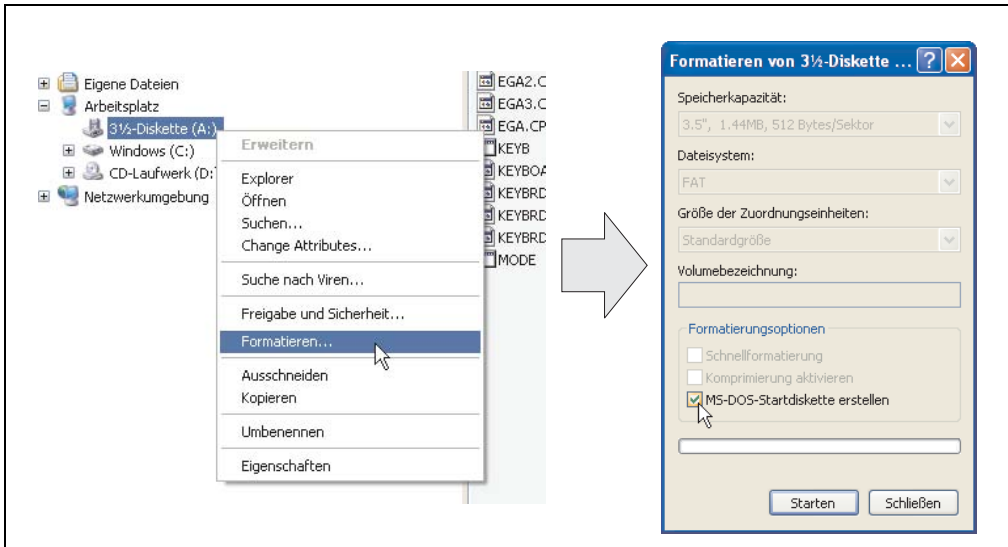 Eigene Dateien
Arbeitsplatz
3½-Diskette (A:)
Windows (C:)
CD-Laufwerk (D:
Netzwerkumgebung
Erweitern
Explorer
Öffnen
Suchen...
Change Attributes...
Suche nach Viren...
Freigabe und Sicherheit...
Formatieren...
Ausschneiden
Kopieren
Umbenennen
Eigenschaften
EGA2.C
EGA3.C
EGA.CP
KEYB
KEYBOA
KEYBRD
KEYBRD
KEYBRD
MODE
Formatieren von 3½-Diskette ...
Speicherkapazität:
3.5", 1.44MB, 512 Bytes/Sektor
Dateisystem:
FAT
Größe der Zuordnungseinheiten:
Standardgröße
Volumebezeichnung:
Formatierungsoptionen
Schnellformatierung
Komprimierung aktivieren
MS-DOS-Startdiskette erstellen
Starten
Schließen